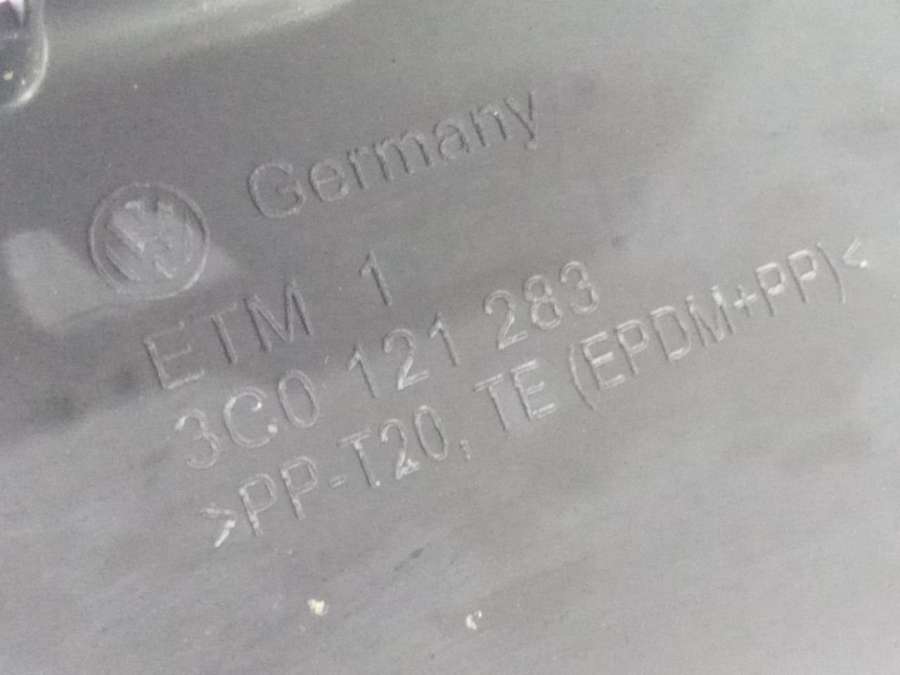 Germany
ETM 1
3C0 121 283
>PP-T20, TE (EPDM+PP)<